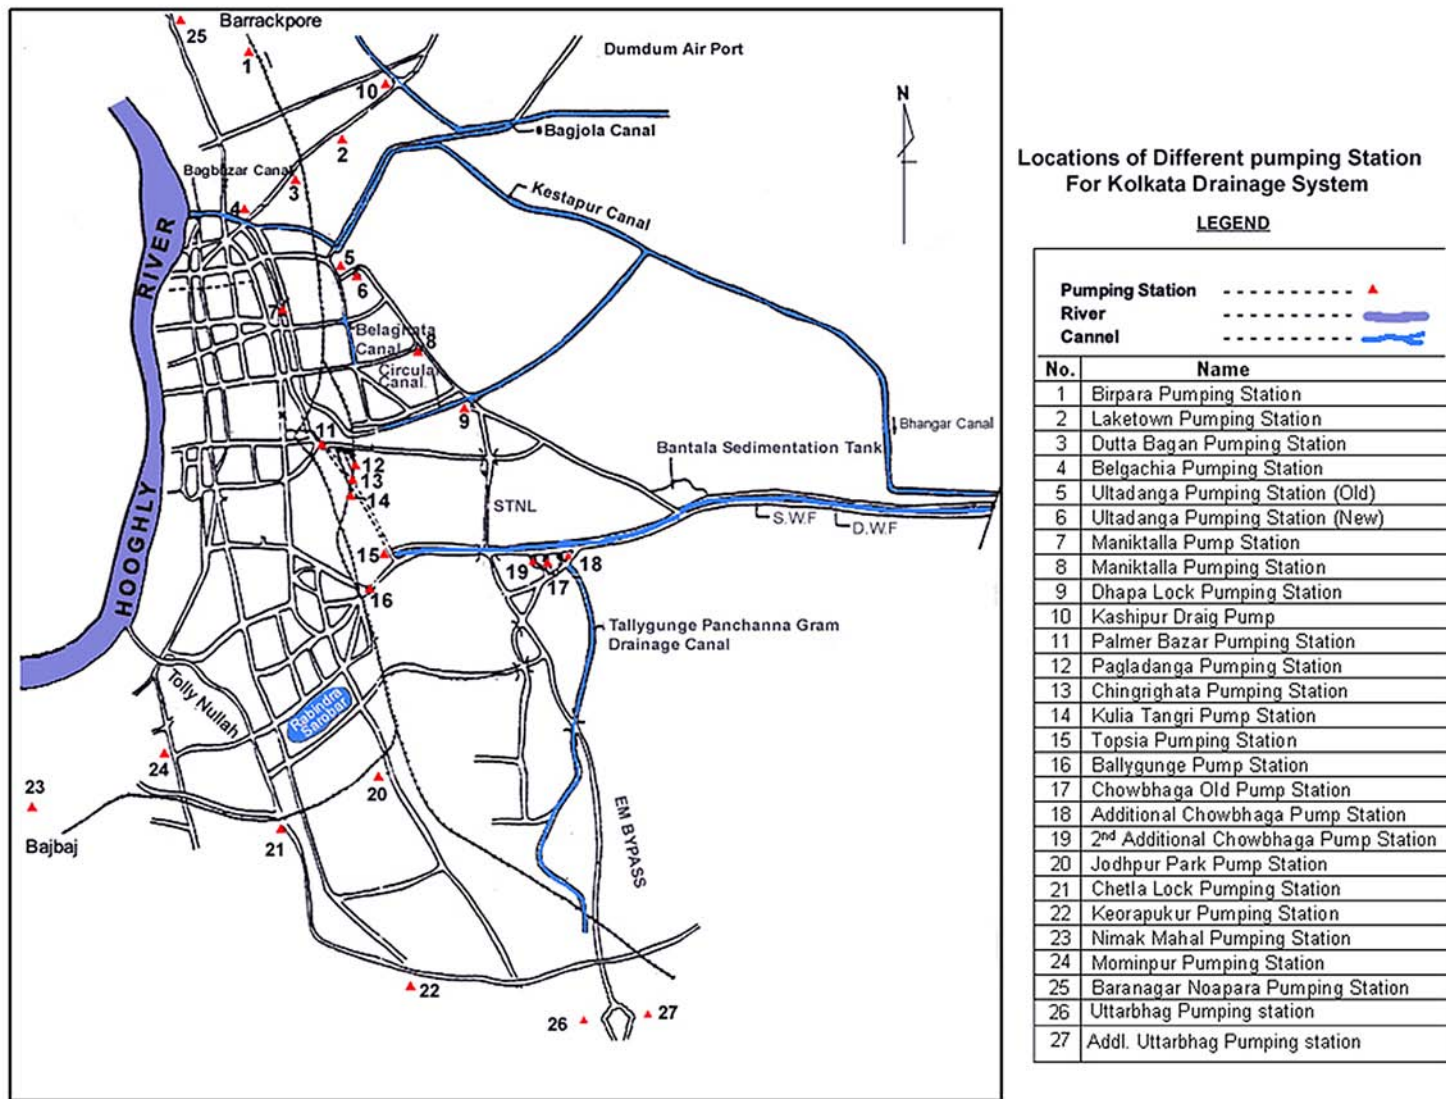 Barrackpore
25
1
Dumdum Air Port
10
N
2
Bagjola Canal
Bagbazar Canal
3
Kestapur Canal
4
HOOGHLY RIVER
5
6
7
Belaghata
Canal
8
Circular
Canal.
9
Bhangar Canal
11
Bantala Sedimentation Tank
12
13
14
STNL
S.W.F
D.W.F
15
19
17
18
16
Tallygunge Panchanna Gram
Drainage Canal
Tolly Nullah
Rabindra
Sarobar
24
23
20
EM BYPASS
Bajbaj
21
22
26
27
Locations of Different pumping Station
For Kolkata Drainage System
LEGEND
Pumping Station
River
Cannel
No. Name
1 Birpara Pumping Station
2 Laketown Pumping Station
3 Dutta Bagan Pumping Station
4 Belgachia Pumping Station
5 Ultadanga Pumping Station (Old)
6 Ultadanga Pumping Station (New)
7 Maniktalla Pump Station
8 Maniktalla Pumping Station
9 Dhapa Lock Pumping Station
10 Kashipur Draig Pump
11 Palmer Bazar Pumping Station
12 Pagladanga Pumping Station
13 Chingrighata Pumping Station
14 Kulia Tangri Pump Station
15 Topsia Pumping Station
16 Ballygunge Pump Station
17 Chowbhaga Old Pump Station
18 Additional Chowbhaga Pump Station
19 2nd Additional Chowbhaga Pump Station
20 Jodhpur Park Pump Station
21 Chetla Lock Pumping Station
22 Keorapukur Pumping Station
23 Nimak Mahal Pumping Station
24 Mominpur Pumping Station
25 Baranagar Noapara Pumping Station
26 Uttarbhag Pumping station
27 Addl. Uttarbhag Pumping station